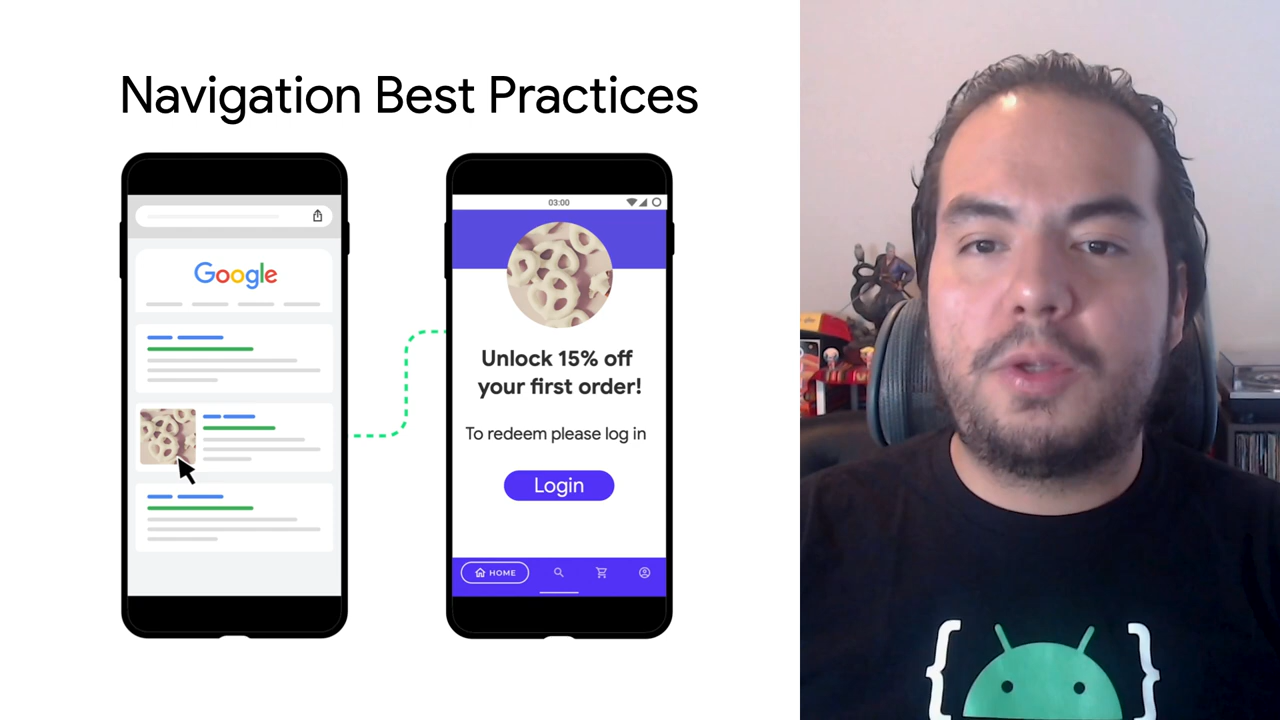 Navigation Best Practices
Google
03:00
Unlock 15% off
your first order!
To redeem please log in
Login
HOME